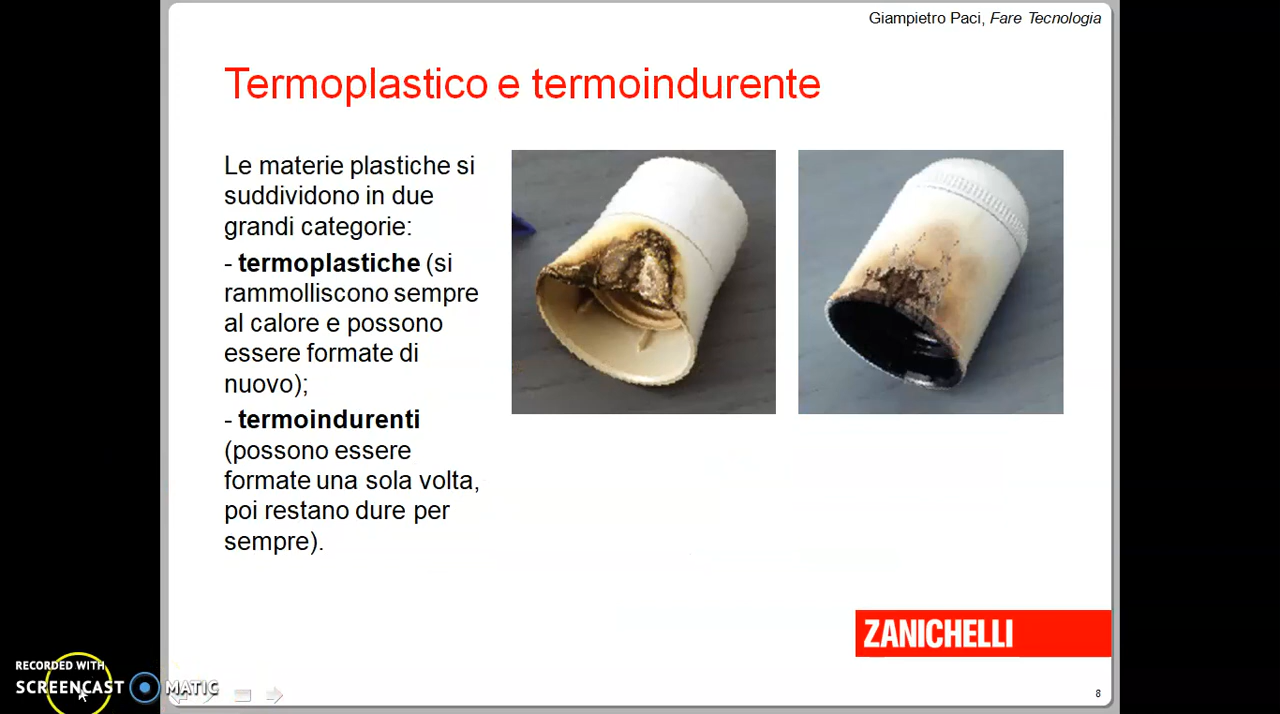 Giampietro Paci, Fare Tecnologia
Termoplastico e termoindurente
Le materie plastiche si
suddividono in due
grandi categorie:
- termoplastiche (si
rammolliscono sempre
al calore e possono
essere formate di
nuovo);
- termoindurenti
(possono essere
formate una sola volta,
poi restano dure per
sempre).
ZANICHELLI
RECORDED WITH
SCREENCAST MATIC
8